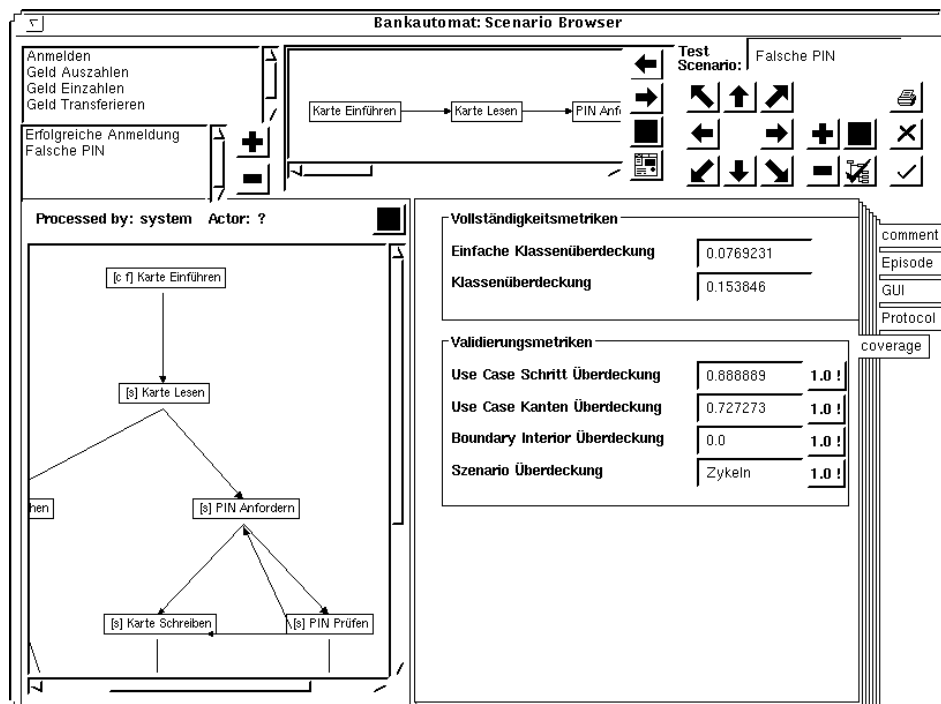 Bankautomat: Scenario Browser
Anmelden
Geld Auszahlen
Geld Einzahlen
Geld Transferieren
Erfolgreiche Anmeldung
Falsche PIN
Karte Einführen
Karte Lesen
PIN Anf
Test
Scenario:
Falsche PIN
Processed by: system Actor: ?
[c f] Karte Einführen
[s] Karte Lesen
hen
[s] PIN Anfordern
[s] Karte Schreiben
[s] PIN Prüfen
Vollständigkeitsmetriken
Einfache Klassenüberdeckung 0.0769231
Klassenüberdeckung 0.153846
Validierungsmetriken
Use Case Schritt Überdeckung 0.888889 1.0 !
Use Case Kanten Überdeckung 0.727273 1.0 !
Boundary Interior Überdeckung 0.0 1.0 !
Szenario Überdeckung Zykeln 1.0 !
comment
Episode
GUI
Protocol
coverage